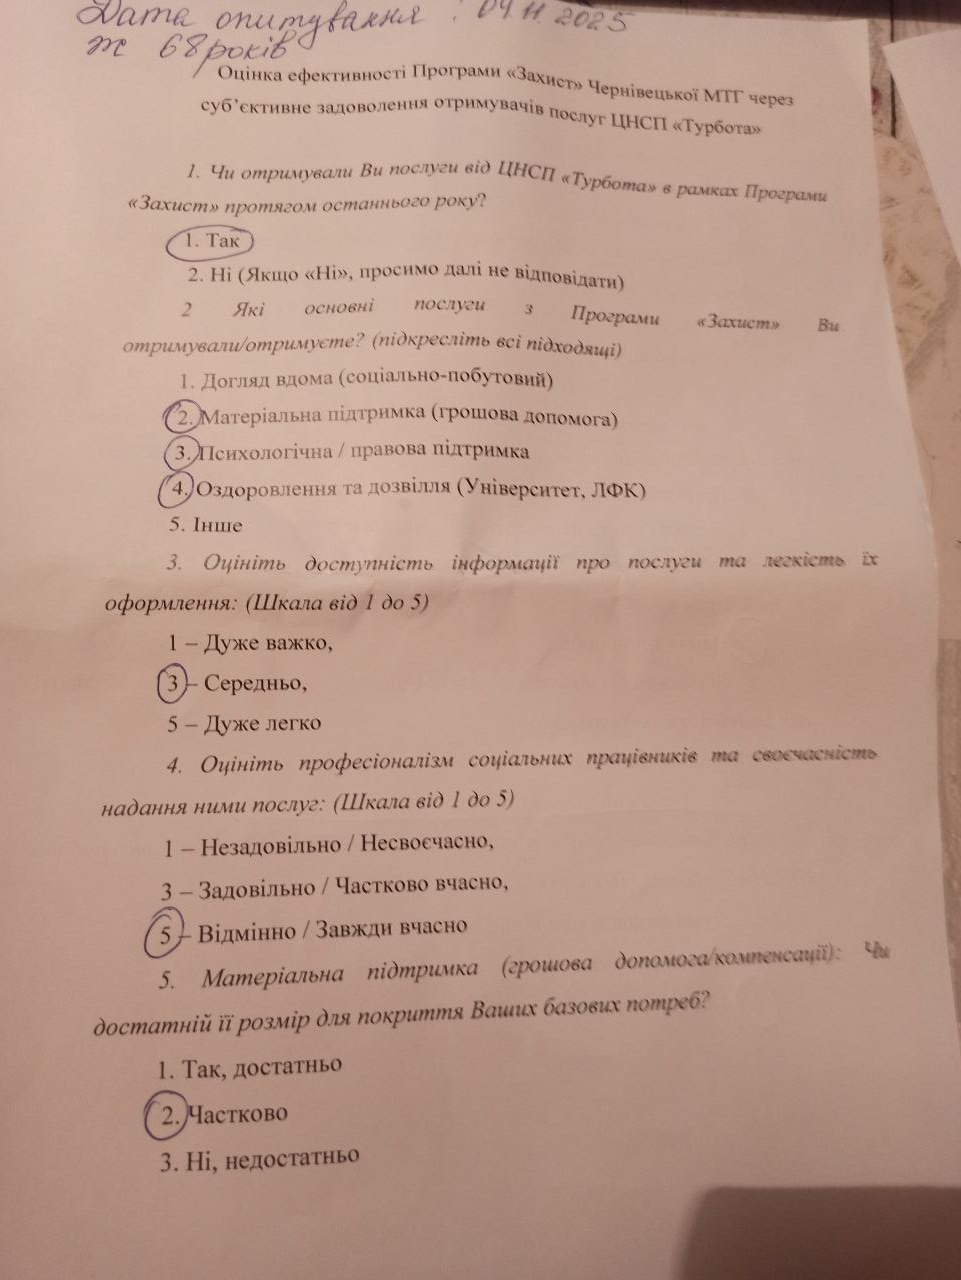 Дата опитування : 04.11.2025
Ж 68 років
Оцінка ефективності Програми «Захист» Чернівецької МТГ через
суб’єктивне задоволення отримувачів послуг ЦНСП «Турбота»
1. Чи отримували Ви послуги від ЦНСП «Турбота» в рамках Програми
«Захист» протягом останнього року?
1. Так
2. Ні (Якщо «Ні», просимо далі не відповідати)
2 Які основні послуги з Програми «Захист» Ви
отримували/отримуєте? (підкресліть всі підходящі)
1. Догляд вдома (соціально-побутовий)
2. Матеріальна підтримка (грошова допомога)
3. Психологічна / правова підтримка
4. Оздоровлення та дозвілля (Університет, ЛФК)
5. Інше
3. Оцініть доступність інформації про послуги та легкість їх
оформлення: (Шкала від 1 до 5)
1 – Дуже важко,
3 – Середньо,
5 – Дуже легко
4. Оцініть професіоналізм соціальних працівників та своєчасність
надання ними послуг: (Шкала від 1 до 5)
1 – Незадовільно / Несвоєчасно,
3 – Задовільно / Частково вчасно,
5 – Відмінно / Завжди вчасно
5. Матеріальна підтримка (грошова допомога/компенсації): Чи
достатній її розмір для покриття Ваших базових потреб?
1. Так, достатньо
2. Частково
3. Ні, недостатньо